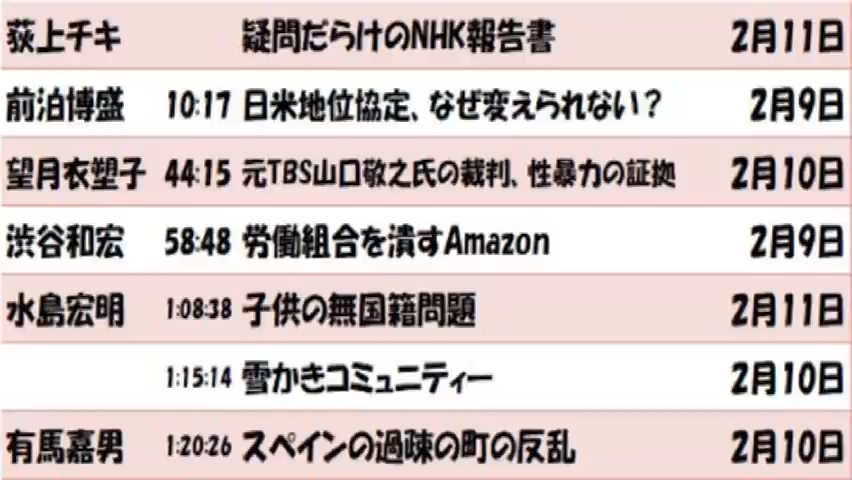 荻上チキ 疑問だらけのNHK報告書 2月11日
前泊博盛 10:17 日米地位協定、なぜ変えられない？ 2月9日
望月衣塑子 44:15 元TBS山口敬之氏の裁判、性暴力の証拠 2月10日
渋谷和宏 58:48 労働組合を潰すAmazon 2月9日
水島宏明 1:08:38 子供の無国籍問題 2月11日
1:15:14 雪かきコミュニティー 2月10日
有馬嘉男 1:20:26 スペインの過疎の町の反乱 2月10日